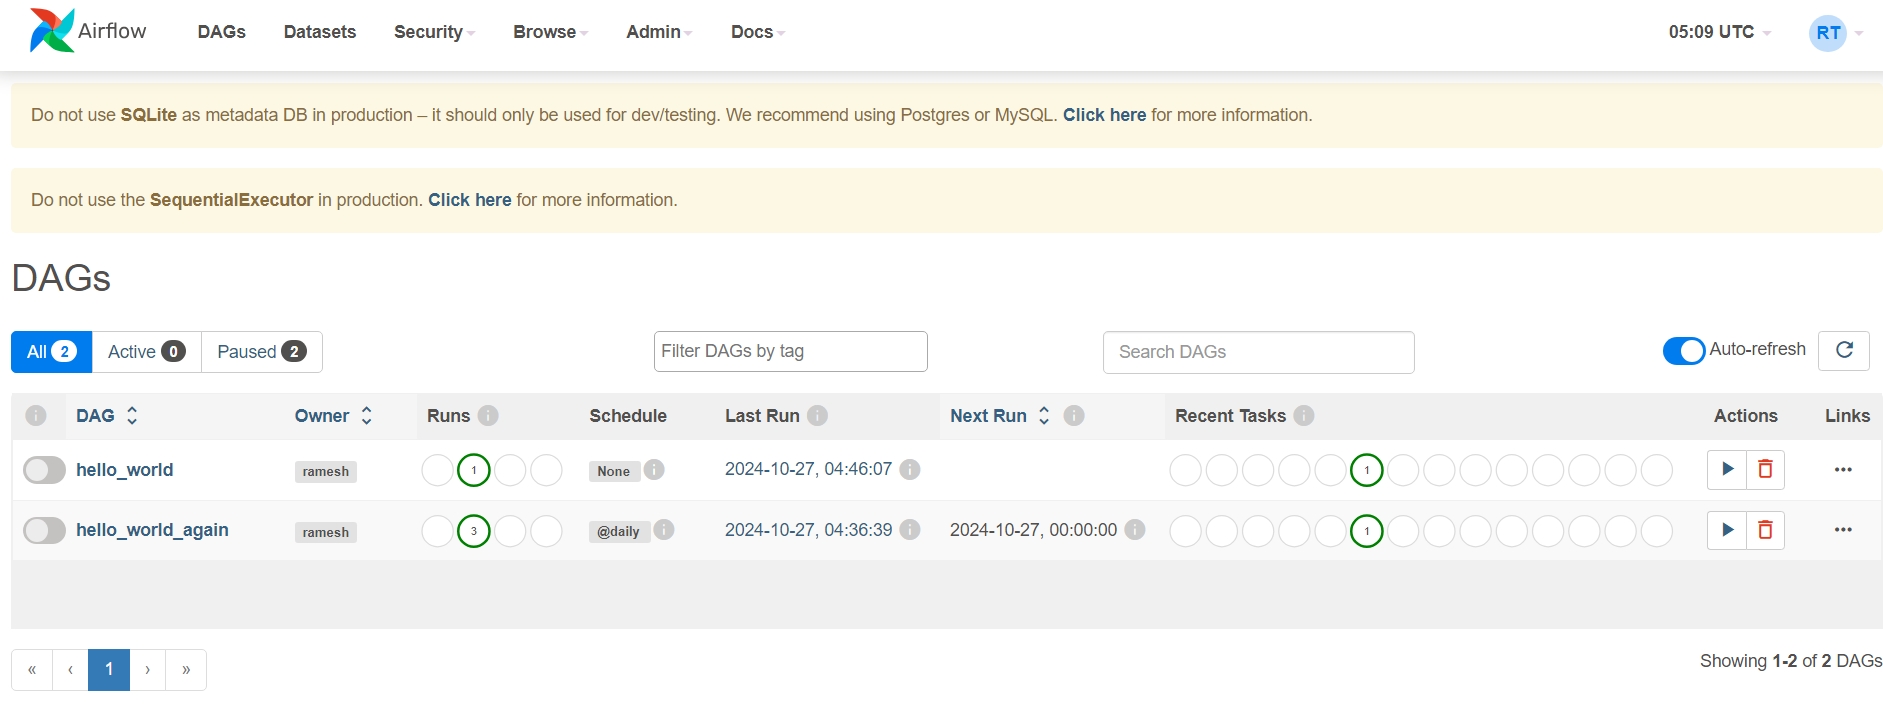 Airflow DAGs Datasets Security Browse Admin Docs 05:09 UTC RT
Do not use SQLite as metadata DB in production – it should only be used for dev/testing. We recommend using Postgres or MySQL. Click here for more information.
Do not use the SequentialExecutor in production. Click here for more information.
DAGs
All 2 Active 0 Paused 2 Filter DAGs by tag Search DAGs Auto-refresh
i DAG Owner Runs i Schedule Last Run i Next Run i Recent Tasks i Actions Links
hello_world ramesh 1 None i 2024-10-27, 04:46:07 i 1 •••
hello_world_again ramesh 3 @daily i 2024-10-27, 04:36:39 i 2024-10-27, 00:00:00 i 1 •••
« ‹ 1 › » Showing 1-2 of 2 DAGs